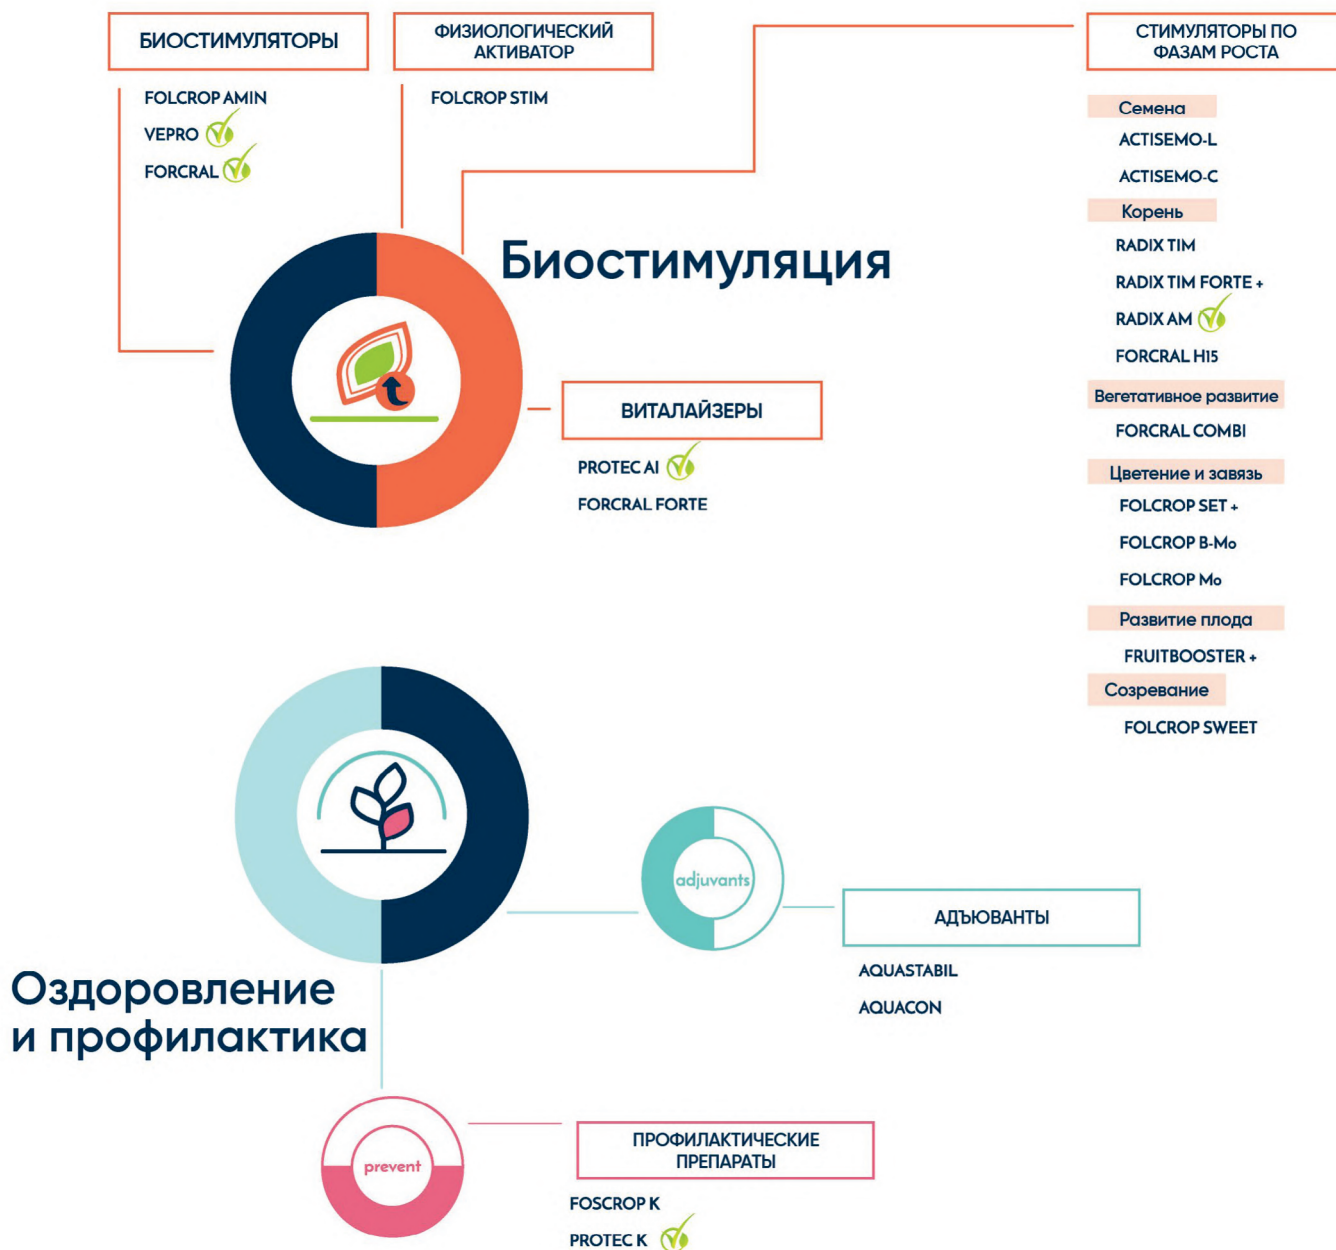 БИОСТИМУЛЯТОРЫ
FOLCROP AMIN
VEPRO
FORCRAL
ФИЗИОЛОГИЧЕСКИЙ
АКТИВАТОР
FOLCROP STIM
СТИМУЛЯТОРЫ ПО
ФАЗАМ РОСТА
Семена
ACTISEMO-L
ACTISEMO-C
Корень
RADIX TIM
RADIX TIM FORTE +
RADIX AM
FORCRAL H15
Вегетативное развитие
FORCRAL COMBI
Цветение и завязь
FOLCROP SET +
FOLCROP B-Mo
FOLCROP Mo
Развитие плода
FRUITBOOSTER +
Созревание
FOLCROP SWEET
Биостимуляция
ВИТАЛАЙЗЕРЫ
PROTEC AI
FORCRAL FORTE
Оздоровление
и профилактика
adjuvants
АДЪЮВАНТЫ
AQUASTABIL
AQUACON
prevent
ПРОФИЛАКТИЧЕСКИЕ
ПРЕПАРАТЫ
FOSCROP K
PROTEC K